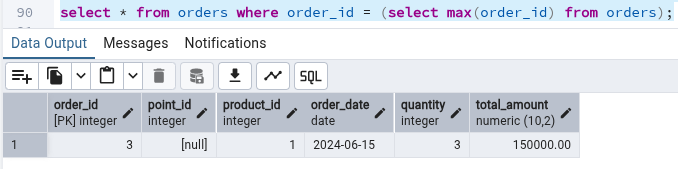 90 select * from orders where order_id = (select max(order_id) from orders);
Data Output Messages Notifications
SQL
order_id point_id product_id order_date quantity total_amount
[PK] integer integer integer date integer numeric (10,2)
1 3 [null] 1 2024-06-15 3 150000.00